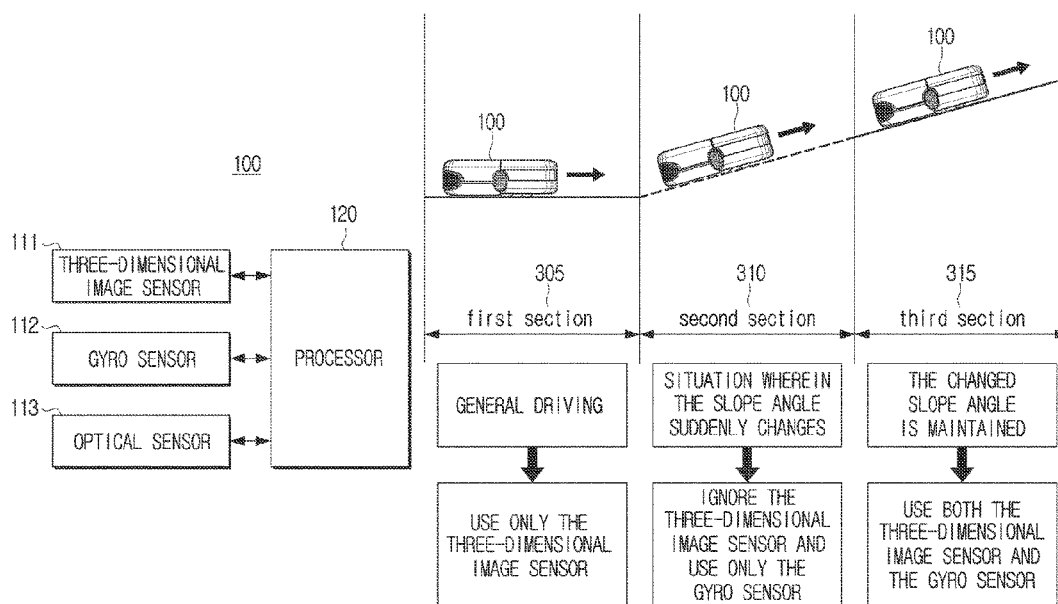 100
120
111
THREE-DIMENSIONAL
IMAGE SENSOR
112
GYRO SENSOR
113
OPTICAL SENSOR
PROCESSOR
100
100
100
305
310
315
first section
second section
third section
GENERAL DRIVING
SITUATION WHEREIN
THE SLOPE ANGLE
SUDDENLY CHANGES
THE CHANGED
SLOPE ANGLE
IS MAINTAINED
USE ONLY THE
THREE-DIMENSIONAL
IMAGE SENSOR
IGNORE THE
THREE-DIMENSIONAL
IMAGE SENSOR AND
USE ONLY THE
GYRO SENSOR
USE BOTH THE
THREE-DIMENSIONAL
IMAGE SENSOR AND
THE GYRO SENSOR